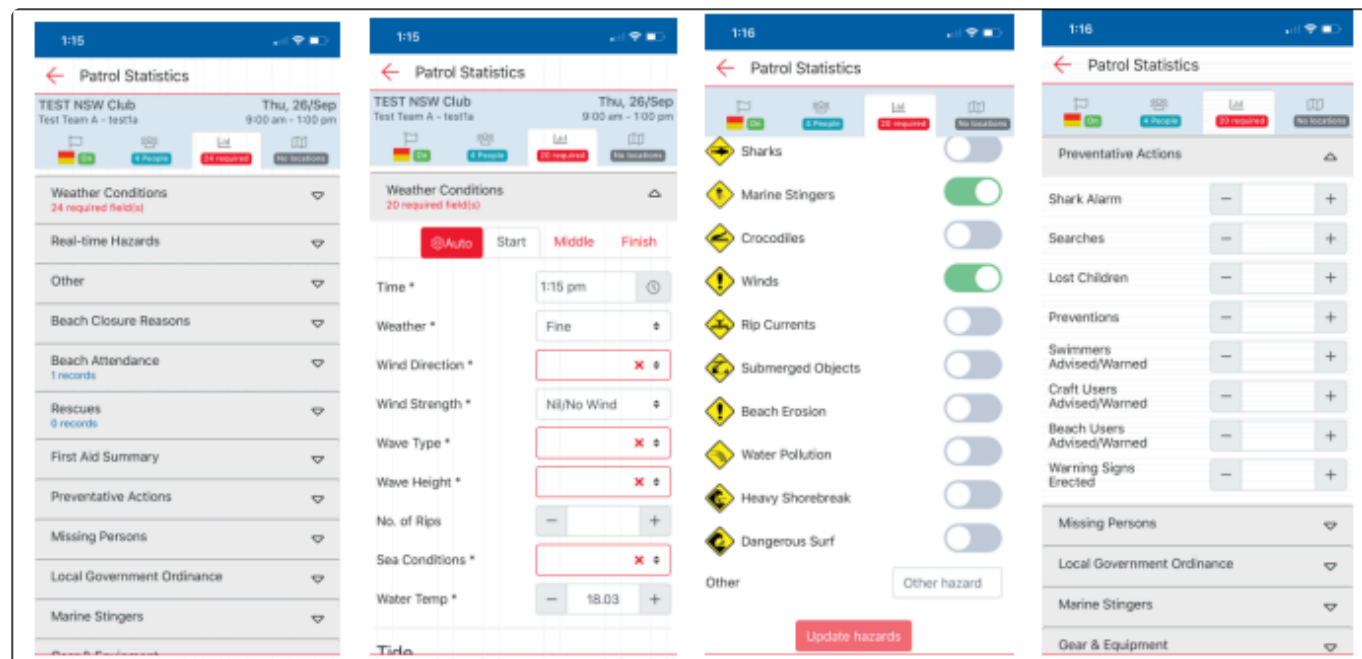 1:15
Patrol Statistics
TEST NSW Club Thu, 26/Sep
Test Team A - test1a 9:00 am - 1:00 pm
On 4 People 24 required No locations
Weather Conditions
24 required field(s)
Real-time Hazards
Other
Beach Closure Reasons
Beach Attendance
1 records
Rescues
0 records
First Aid Summary
Preventative Actions
Missing Persons
Local Government Ordinance
Marine Stingers
1:15
Patrol Statistics
TEST NSW Club Thu, 26/Sep
Test Team A - test1a 9:00 am - 1:00 pm
On 4 People 20 required No locations
Weather Conditions
20 required field(s)
Auto Start Middle Finish
Time * 1:15 pm
Weather * Fine
Wind Direction *
Wind Strength * Nil/No Wind
Wave Type *
Wave Height *
No. of Rips − +
Sea Conditions *
Water Temp * − 18.03 +
Tide
1:16
Patrol Statistics
On 4 People 20 required No locations
Sharks
Marine Stingers
Crocodiles
Winds
Rip Currents
Submerged Objects
Beach Erosion
Water Pollution
Heavy Shorebreak
Dangerous Surf
Other Other hazard
Update hazards
1:16
Patrol Statistics
On 4 People 20 required No locations
Preventative Actions
Shark Alarm − +
Searches − +
Lost Children − +
Preventions − +
Swimmers
Advised/Warned − +
Craft Users
Advised/Warned − +
Beach Users
Advised/Warned − +
Warning Signs
Erected − +
Missing Persons
Local Government Ordinance
Marine Stingers
Gear & Equipment